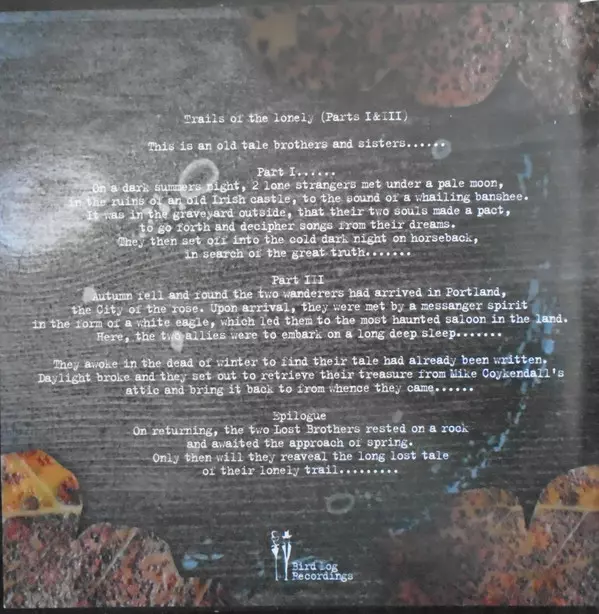 Trails of the lonely (Parts I&III)
This is an old tale brothers and sisters......
Part I......
On a dark summers night, 2 lone strangers met under a pale moon,
in the ruins of an old Irish castle, to the sound of a whailing banshee.
It was in the graveyard outside, that their two souls made a pact,
to go forth and decipher songs from their dreams.
They then set off into the cold dark night on horseback,
in search of the great truth.......
Part III
Autumn fell and round the two wanderers had arrived in Portland,
the City of the rose. Upon arrival, they were met by a messanger spirit
in the form of a white eagle, which led them to the most haunted saloon in the land.
Here, the two allies were to embark on a long deep sleep.......
They awoke in the dead of winter to find their tale had already been written.
Daylight broke and they set out to retrieve their treasure from Mike Coykendall's
attic and bring it back to from whence they came......
Epilogue
On returning, the two Lost Brothers rested on a rock
and awaited the approach of spring.
Only then will they reaveal the long lost tale
of their lonely trail.........
Bird Dog
Recordings